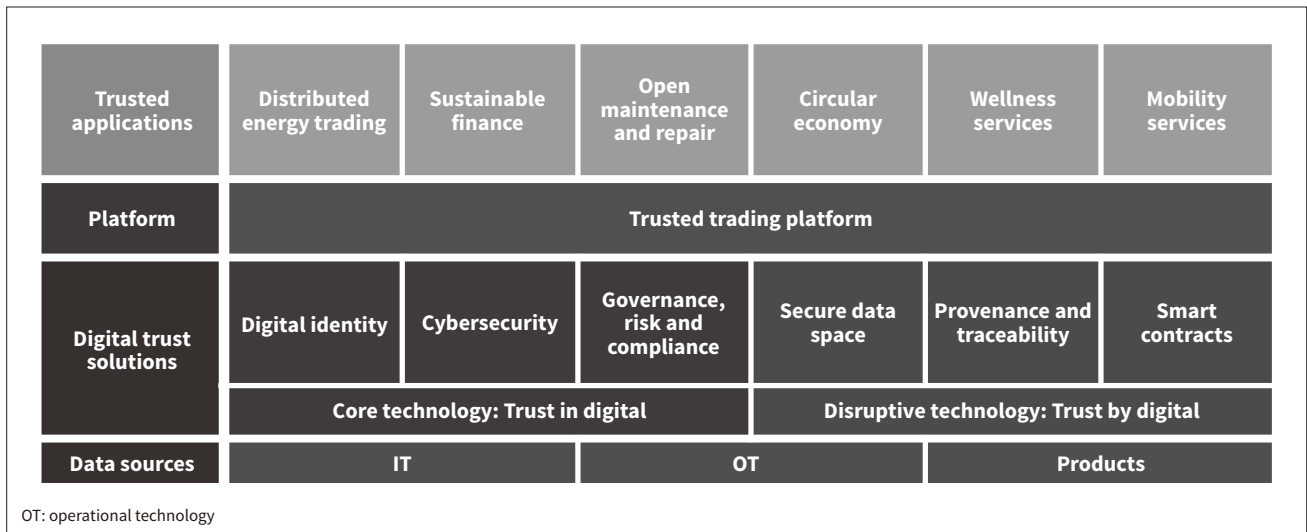 Trusted
applications
Distributed
energy trading
Sustainable
finance
Open
maintenance
and repair
Circular
economy
Wellness
services
Mobility
services
Platform
Trusted trading platform
Digital trust
solutions
Digital identity
Cybersecurity
Governance,
risk and
compliance
Secure data
space
Provenance and
traceability
Smart
contracts
Core technology: Trust in digital
Disruptive technology: Trust by digital
Data sources
IT
OT
Products
OT: operational technology